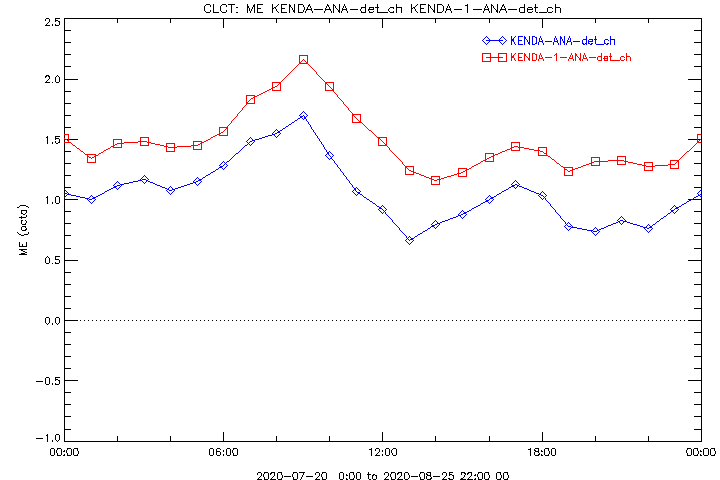 CLCT: ME KENDA-ANA-det_ch KENDA-1-ANA-det_ch
KENDA-ANA-det_ch
KENDA-1-ANA-det_ch
2.5
2.0
1.5
1.0
0.5
0.0
-0.5
-1.0
ME (octa)
00:00 06:00 12:00 18:00 00:00
2020-07-20 0:00 to 2020-08-25 22:00 00